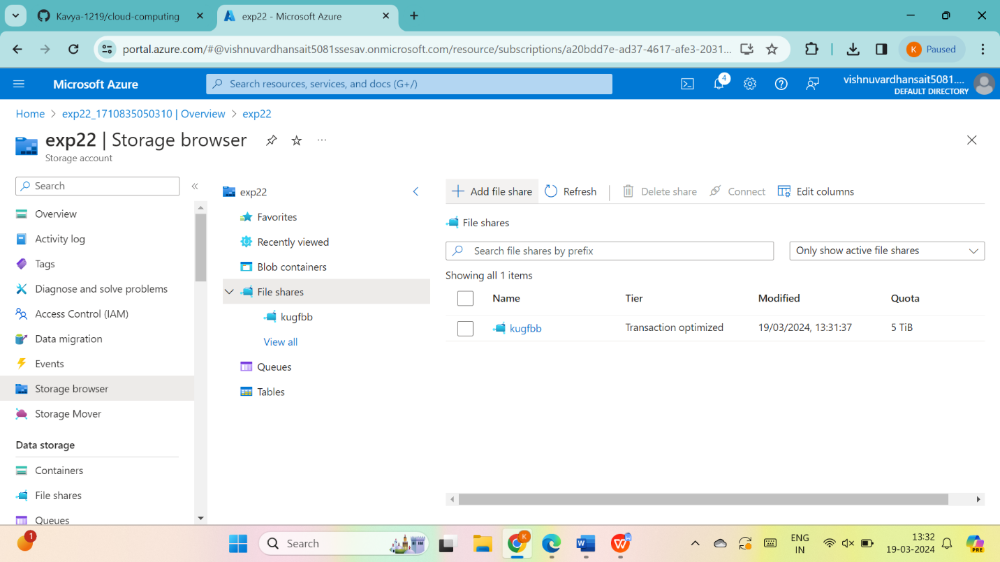 Kavya-1219/cloud-computing
exp22 - Microsoft Azure
portal.azure.com/#@vishnuvardhansait5081ssesav.onmicrosoft.com/resource/subscriptions/a20bdd7e-ad37-4617-afe3-2031...
K Paused
Microsoft Azure
Search resources, services, and docs (G+/)
4
vishnuvardhansait5081....
DEFAULT DIRECTORY
Home > exp22_1710835050310 | Overview > exp22
exp22 | Storage browser
Storage account
Search
Overview
Activity log
Tags
Diagnose and solve problems
Access Control (IAM)
Data migration
Events
Storage browser
Storage Mover
Data storage
Containers
File shares
Queues
exp22
Favorites
Recently viewed
Blob containers
File shares
kugfbb
View all
Queues
Tables
Add file share Refresh Delete share Connect Edit columns
File shares
Search file shares by prefix Only show active file shares
Showing all 1 items
Name Tier Modified Quota
kugfbb Transaction optimized 19/03/2024, 13:31:37 5 TiB
1
Search
K
W
W
ENG
IN
13:32
19-03-2024
PRE